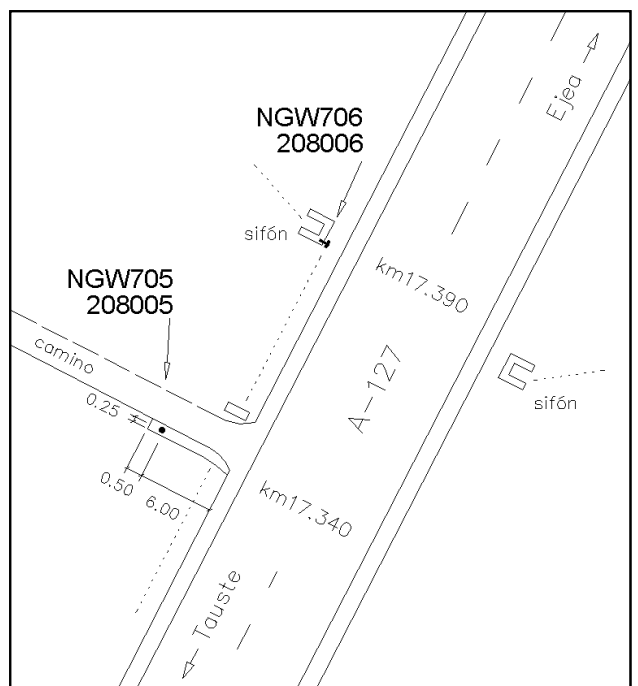 Ejea
NGW706
208006
sifón
km17.390
NGW705
208005
camino
A-127
sifón
0.25
0.50
6.00
km17.340
Tauste